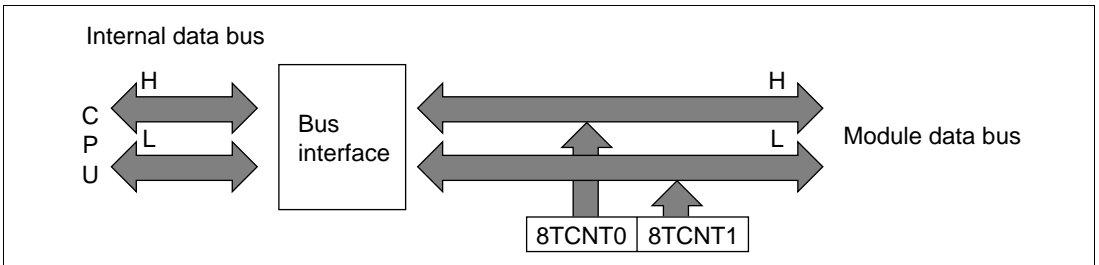 Internal data bus
H
H
C
P
U
L
Bus
interface
L
Module data bus
8TCNT0
8TCNT1